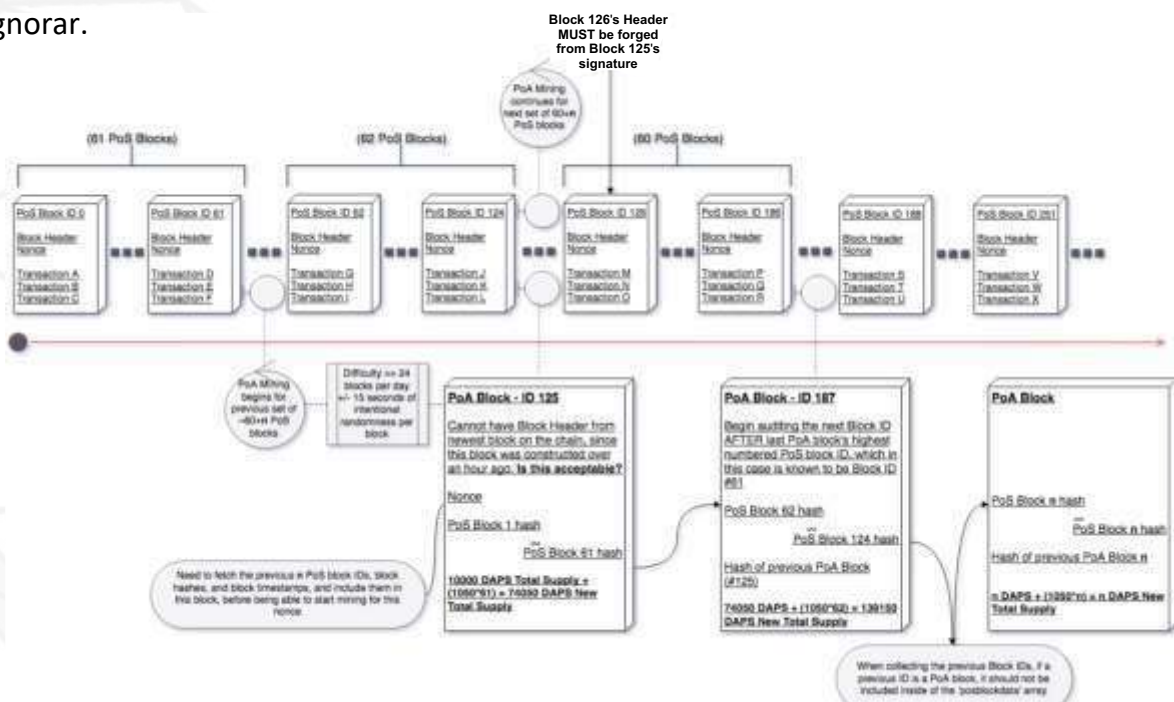 gnorar.
Block 126's Header
MUST be forged
from Block 125's
signature
PoA Mining
continues for
next set of 60+n
PoS blocks
(61 PoS Blocks)
(62 PoS Blocks)
(60 PoS Blocks)
PoS Block ID 0
Block Header
Nonce
Transaction A
Transaction B
Transaction C
PoS Block ID 61
Block Header
Nonce
Transaction D
Transaction E
Transaction F
PoS Block ID 62
Block Header
Nonce
Transaction G
Transaction H
Transaction I
PoS Block ID 124
Block Header
Nonce
Transaction J
Transaction K
Transaction L
PoS Block ID
Block Header
Nonce
Transaction M
Transaction N
Transaction O
PoS Block ID 186
Block Header
Nonce
Transaction P
Transaction Q
Transaction R
PoS Block ID 188
Block Header
Nonce
Transaction S
Transaction T
Transaction U
PoS Block ID 251
Block Header
Nonce
Transaction V
Transaction W
Transaction X
PoA Mining
begins for
previous set of
~60+n PoS
blocks
Difficulty == 24
blocks per day
+/- 15 seconds of
intentional
randomness per
block
PoA Block - ID 125
Cannot have Block Header from
newest block on the chain, since
this block was constructed over
an hour ago. Is this acceptable?
Nonce
PoS Block 1 hash
~
PoS Block 61 hash
10000 DAPS Total Supply +
(1050*61) = 74050 DAPS New
Total Supply
PoA Block - ID 187
Begin auditing the next Block ID
AFTER last PoA block's highest
numbered PoS block ID, which in
this case is known to be Block ID
#61
PoS Block 62 hash
~
PoS Block 124 hash
Hash of previous PoA Block
(#125)
74050 DAPS + (1050*62) = 139150
DAPS New Total Supply
PoA Block
PoS Block n hash
~
PoS Block n hash
Hash of previous PoA Block n
n DAPS + (1050*n) = n DAPS New
Total Supply
Need to fetch the previous n PoS block IDs, block
hashes, and block timestamps, and include them in
this block, before being able to start mining for this
nonce.
When collecting the previous Block IDs, if a
previous ID is a PoA block, it should not be
included inside of the 'posblockdata' array